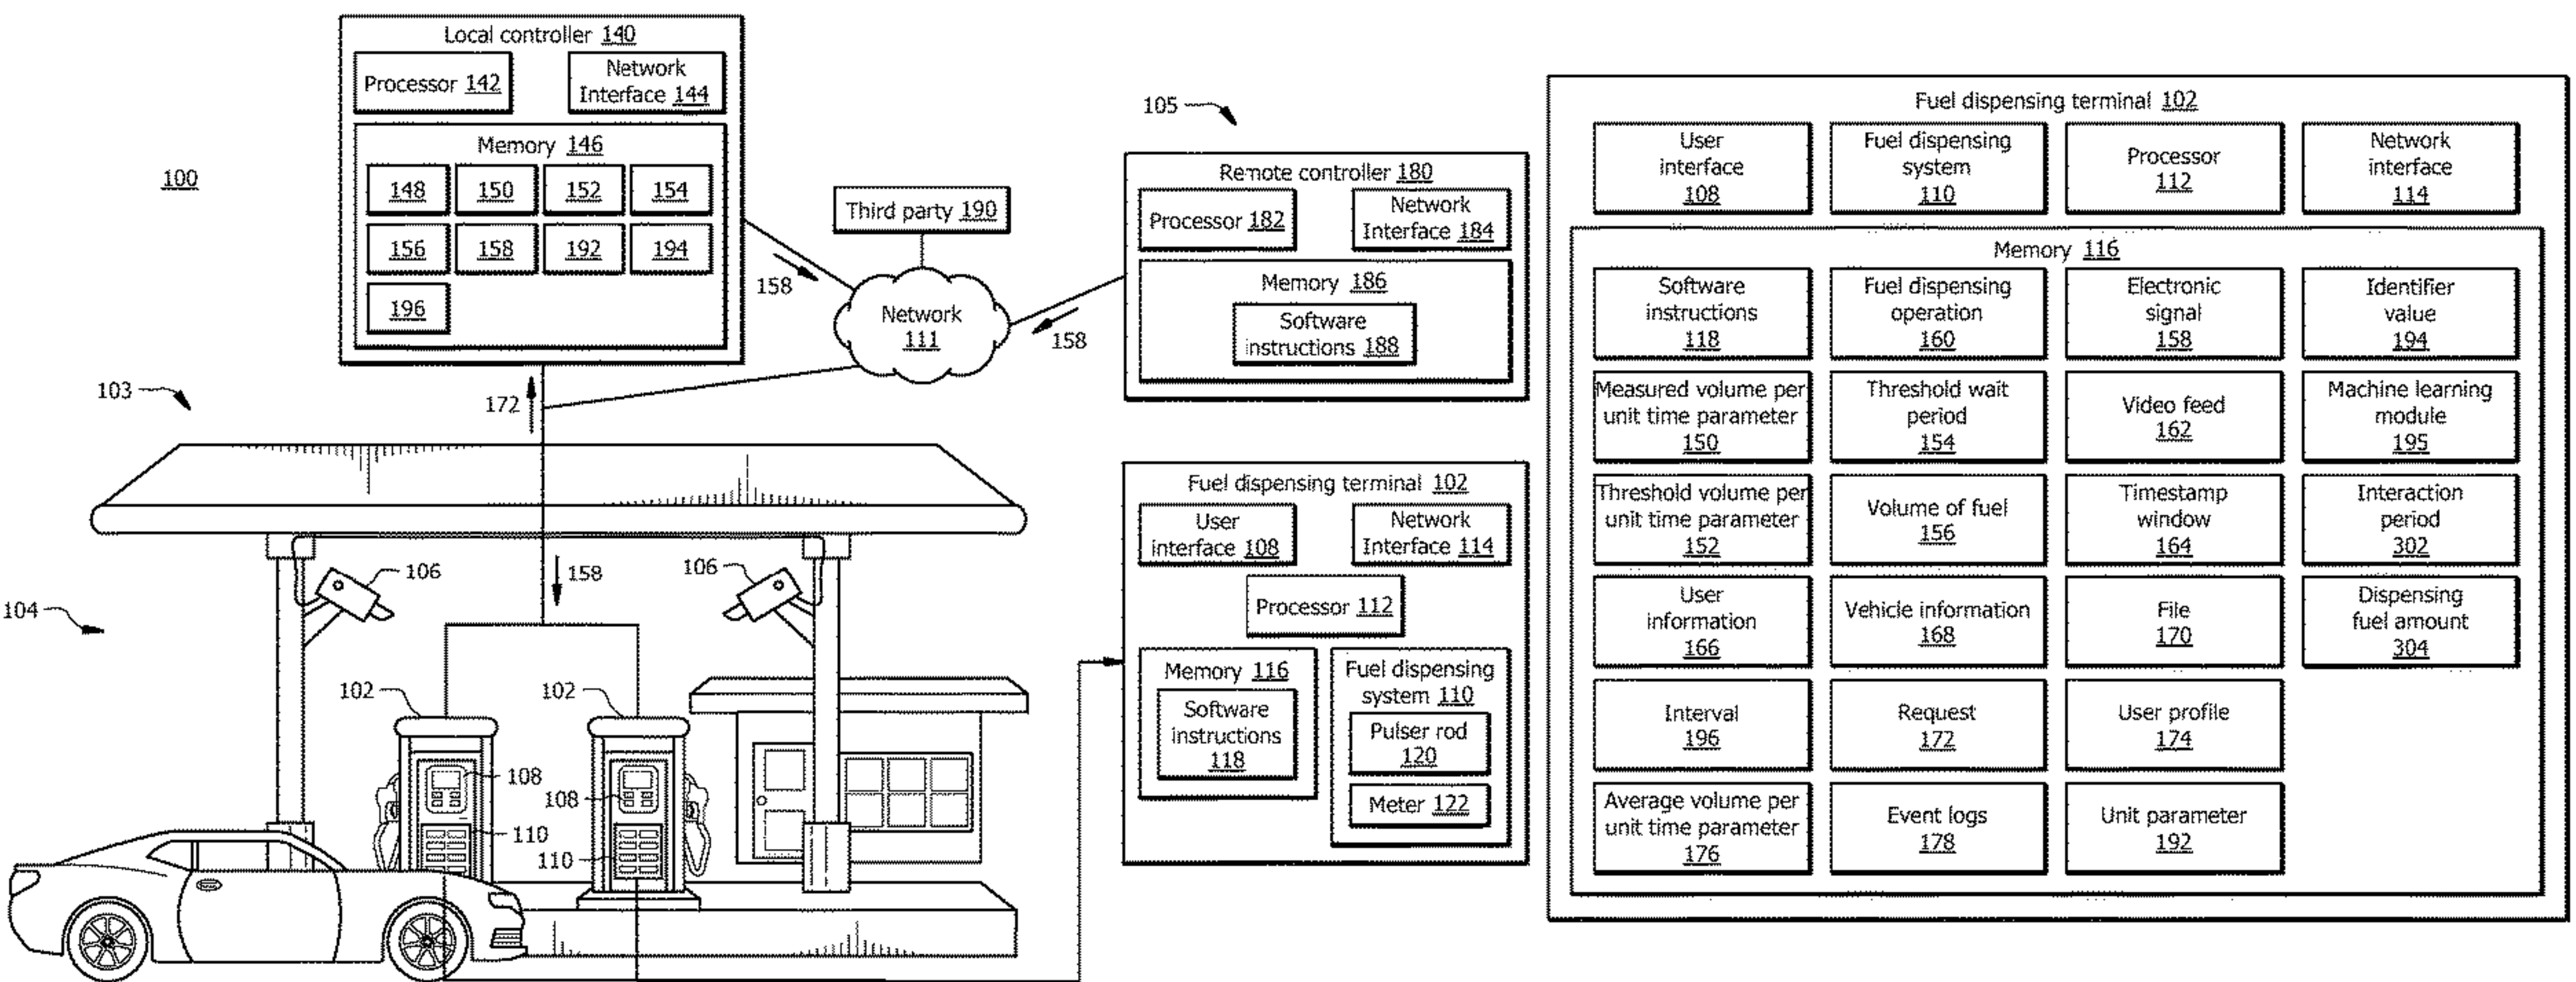 100
Local controller 140
Processor 142
Network
Interface 144
Memory 146
148 150 152 154
156 158 192 194
196
158
Third party 190
Network
111
158
105
Remote controller 180
Processor 182
Network
Interface 184
Memory 186
Software
instructions 188
103
172
104
106
106
158
102
102
108
108
110
110
Fuel dispensing terminal 102
User
interface 108
Network
Interface 114
Processor 112
Memory 116
Software
instructions
118
Fuel dispensing
system 110
Pulser rod
120
Meter 122
Fuel dispensing terminal 102
User
interface
108
Fuel dispensing
system
110
Processor
112
Network
interface
114
Memory 116
Software
instructions
118
Fuel dispensing
operation
160
Electronic
signal
158
Identifier
value
194
Measured volume per
unit time parameter
150
Threshold wait
period
154
Video feed
162
Machine learning
module
195
Threshold volume per
unit time parameter
152
Volume of fuel
156
Timestamp
window
164
Interaction
period
302
User
information
166
Vehicle information
168
File
170
Dispensing
fuel amount
304
Interval
196
Request
172
User profile
174
Average volume per
unit time parameter
176
Event logs
178
Unit parameter
192